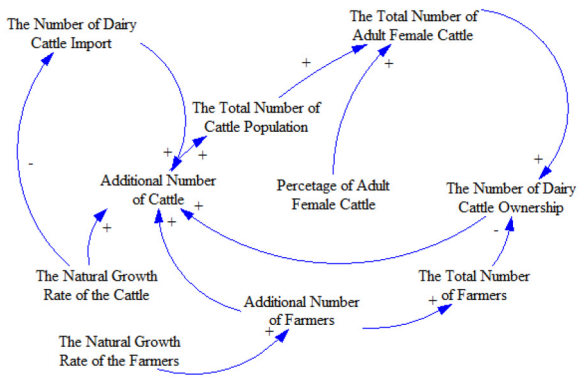 The Number of Dairy
Cattle Import
The Total Number of
Adult Female Cattle
+
+
The Total Number of
Cattle Population
+
+
+
-
Additional Number
of Cattle
Percentage of Adult
Female Cattle
The Number of Dairy
Cattle Ownership
+
+
+
-
The Natural Growth
Rate of the Cattle
The Total Number
of Farmers
+
Additional Number
of Farmers
+
The Natural Growth
Rate of the Farmers